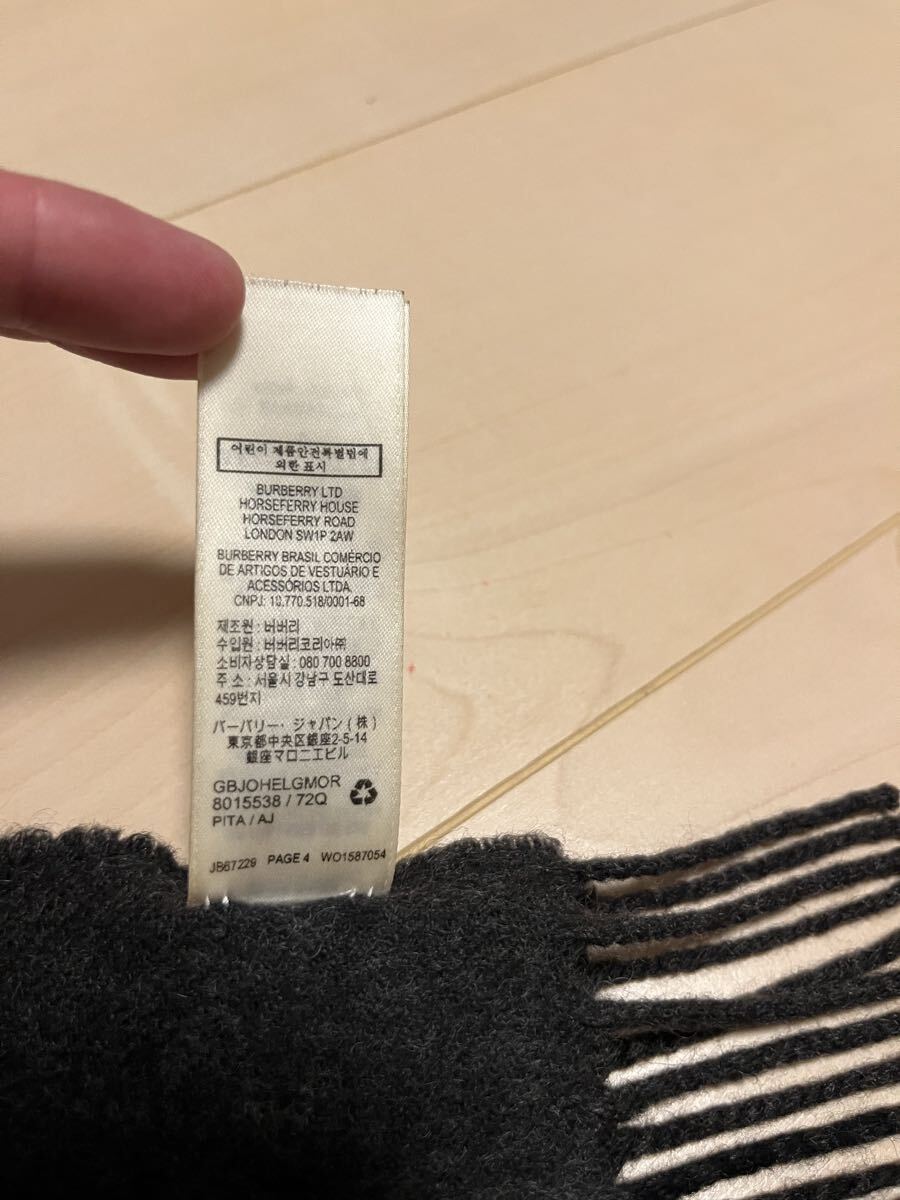 어린이 제품안전특별법에
의한 표시
BURBERRY LTD
HORSEFERRY HOUSE
HORSEFERRY ROAD
LONDON SW1P 2AW
BURBERRY BRASIL COMÉRCIO
DE ARTIGOS DE VESTUÁRIO E
ACESSÓRIOS LTDA.
CNPJ: 10.770.518/0001-68
제조원 : 버버리
수입원 : 버버리코리아㈜
소비자상담실 : 080 700 8800
주 소 : 서울시 강남구 도산대로
459번지
バーバリー・ジャパン(株)
東京都中央区銀座2-5-14
銀座マロニエビル
GBJOHELGMOR
8015538 / 72Q
PITA / AJ
JB67229 PAGE 4 WO1587054